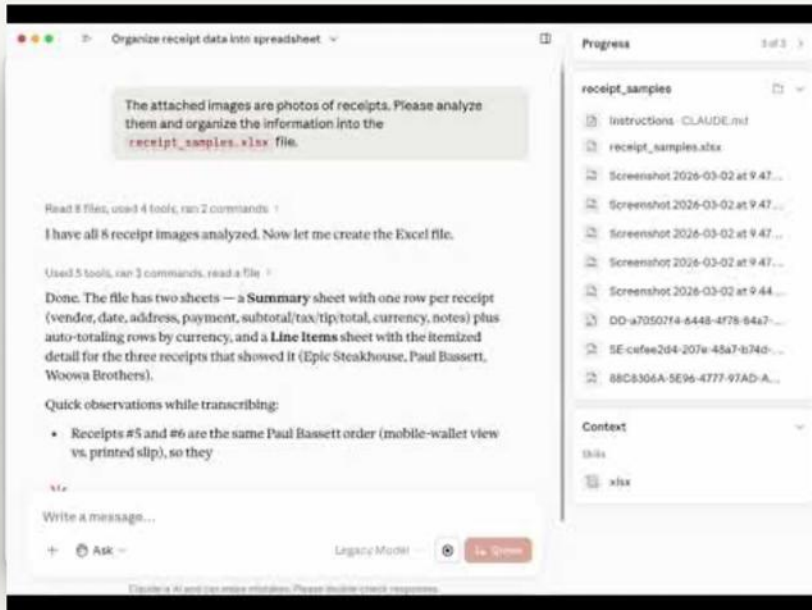 Organize receipt data into spreadsheet
The attached images are photos of receipts. Please analyze
them and organize the information into the
receipt_samples.xlsx file.
Read 8 files, used 4 tools, ran 2 commands
I have all 8 receipt images analyzed. Now let me create the Excel file.
Used 5 tools, ran 3 commands, read a file
Done. The file has two sheets — a Summary sheet with one row per receipt
(vendor, date, address, payment, subtotal/tax/tip/total, currency, notes) plus
auto-totaling rows by currency, and a Line Items sheet with the itemized
detail for the three receipts that showed it (Epic Steakhouse, Paul Bassett,
Woowa Brothers).
Quick observations while transcribing:
• Receipts #5 and #6 are the same Paul Bassett order (mobile-wallet view
vs. printed slip), so they
Write a message...
+ Ask
Legacy Model
Queue
Claude is AI and can make mistakes. Please double-check responses.
Progress
3 of 3
receipt_samples
Instructions · CLAUDE.md
receipt_samples.xlsx
Screenshot 2026-03-02 at 9.47...
Screenshot 2026-03-02 at 9.47...
Screenshot 2026-03-02 at 9.47...
Screenshot 2026-03-02 at 9.47...
Screenshot 2026-03-02 at 9.44...
Context
Skills
xlsx